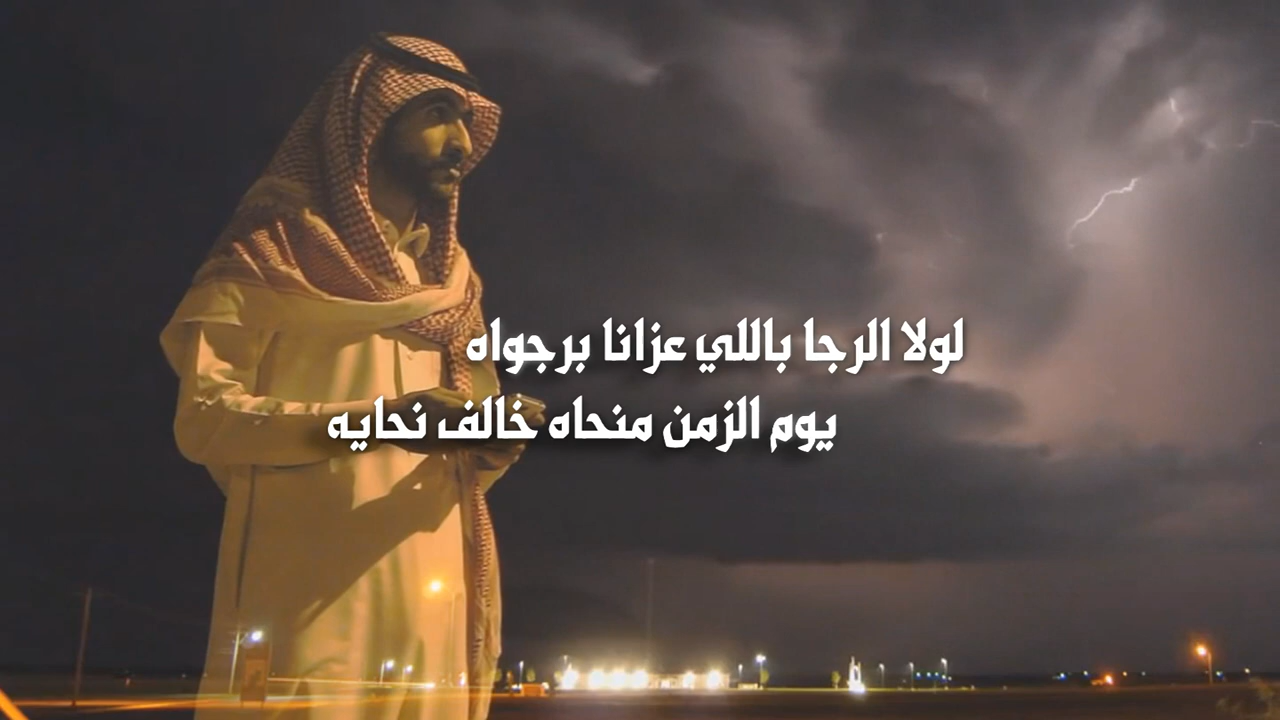 لولا الرجا باللي عزانا برجواه
يوم الزمن منحاه خالف نحايه